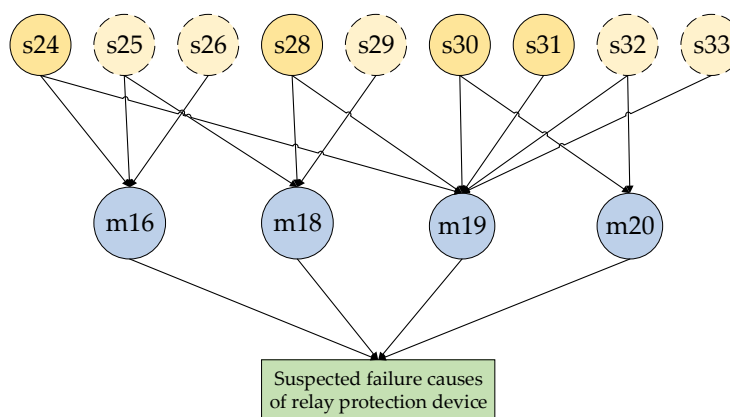 s24 s25 s26 s28 s29 s30 s31 s32 s33
m16 m18 m19 m20
Suspected failure causes
of relay protection device